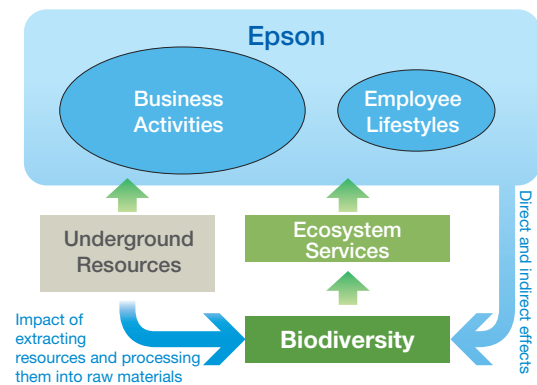 Epson
Business
Activities
Employee
Lifestyles
Underground
Resources
Ecosystem
Services
Direct and indirect effects
Impact of
extracting
resources and processing
them into raw materials
Biodiversity